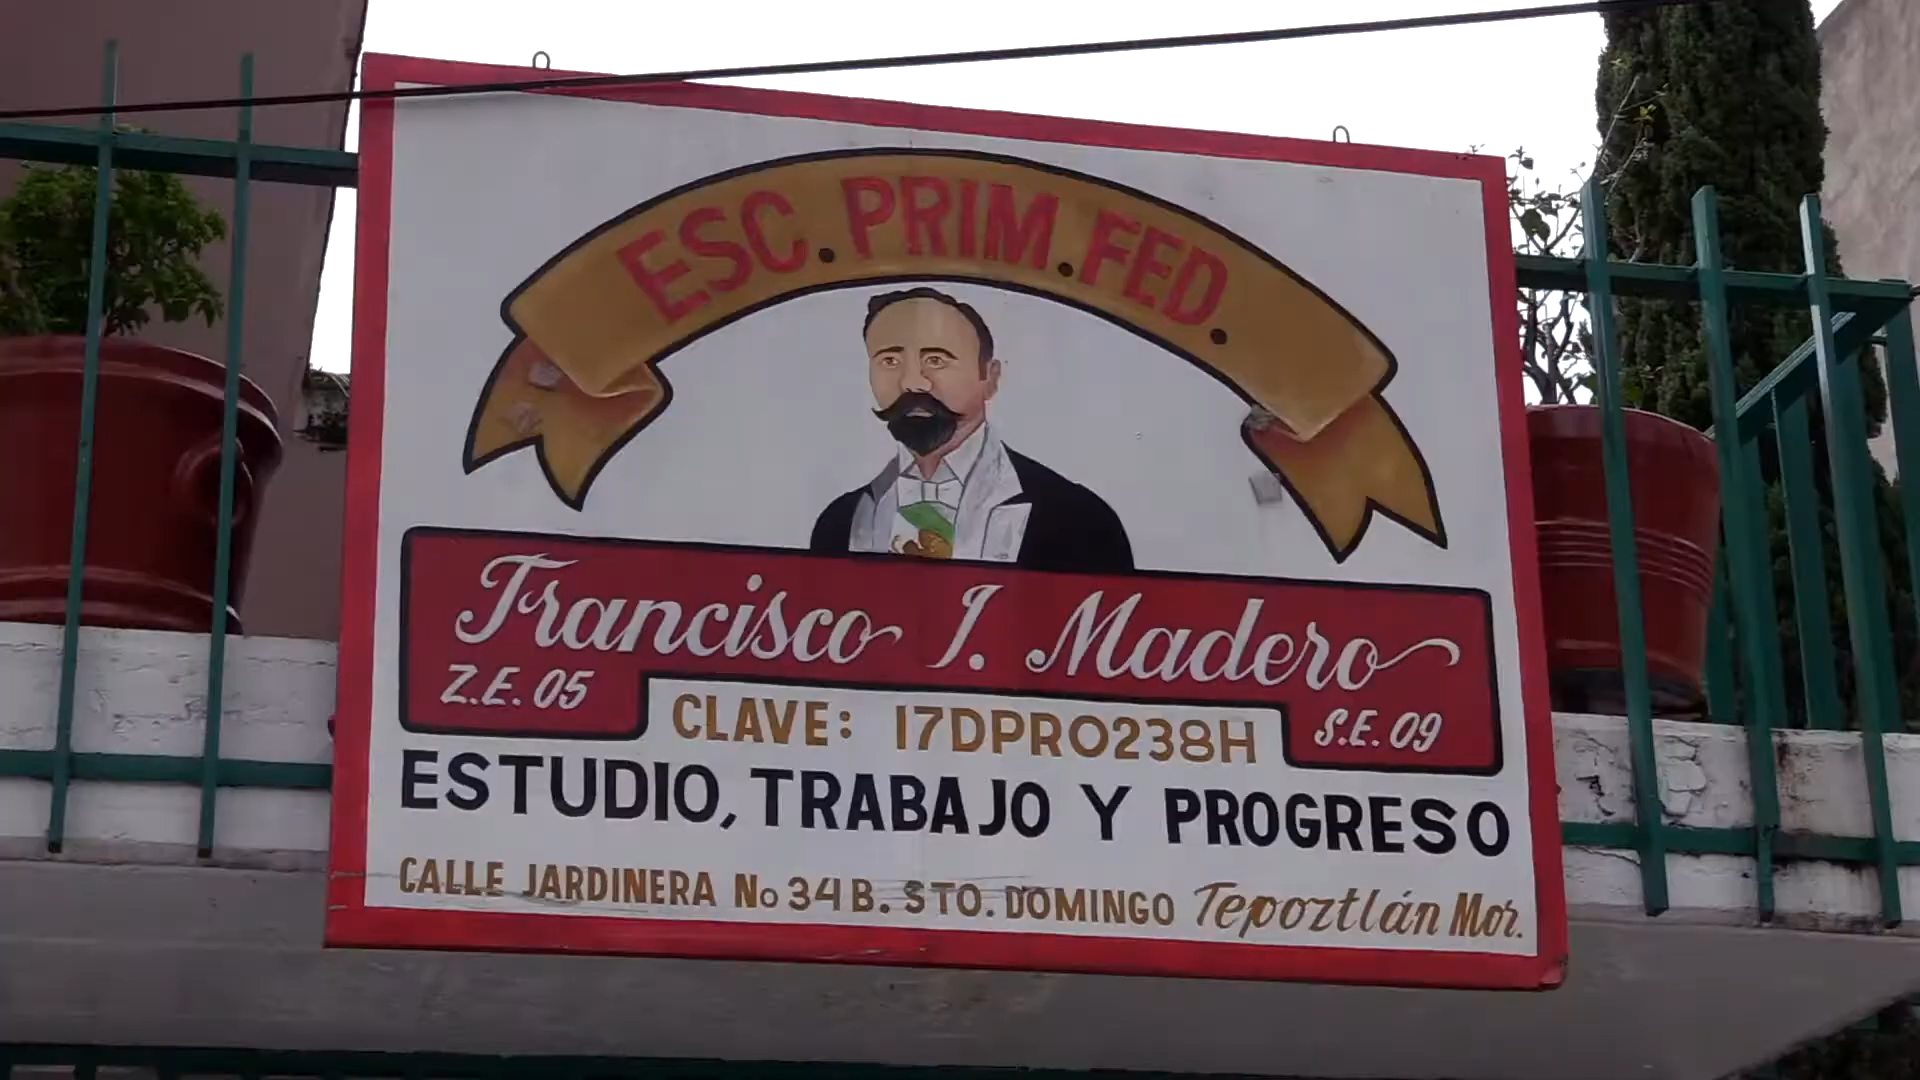 ESC. PRIM. FED.
Francisco I. Madero
Z.E. 05
S.E. 09
CLAVE: 17DPR0238H
ESTUDIO, TRABAJO Y PROGRESO
CALLE JARDINERA No 34 B. STO. DOMINGO Tepoztlán Mor.